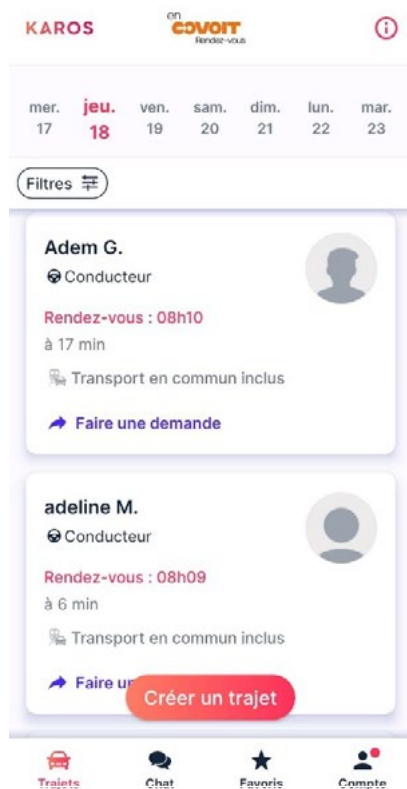 KAROS
en
COVOIT
Rendez-vous
mer. jeu. ven. sam. dim. lun. mar.
17 18 19 20 21 22 23
Filtres
Adem G.
Conducteur
Rendez-vous : 08h10
à 17 min
Transport en commun inclus
Faire une demande
adeline M.
Conducteur
Rendez-vous : 08h09
à 6 min
Transport en commun inclus
Faire
Créer un trajet
Trajets Chat Favoris Compte